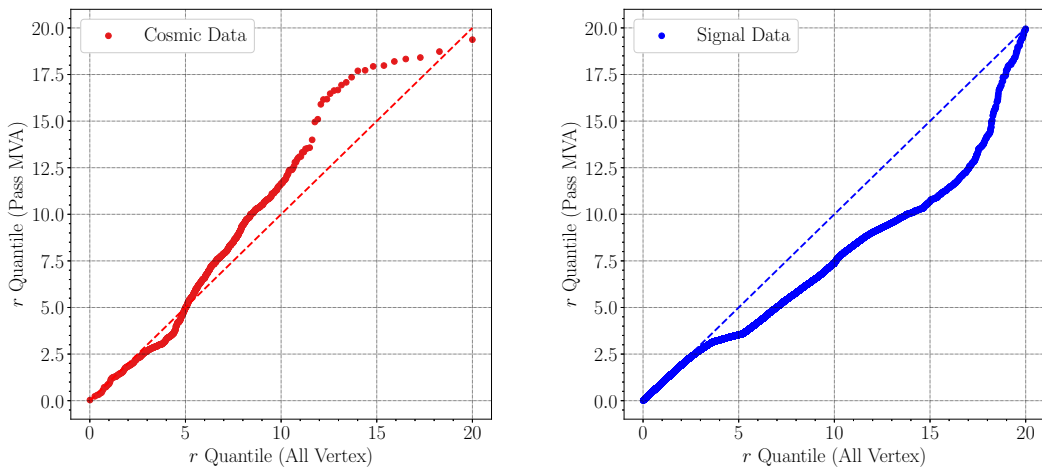 Cosmic Data
20.0
17.5
15.0
12.5
10.0
7.5
5.0
2.5
0.0
r Quantile (Pass MVA)
0 5 10 15 20
r Quantile (All Vertex)
Signal Data
20.0
17.5
15.0
12.5
10.0
7.5
5.0
2.5
0.0
r Quantile (Pass MVA)
0 5 10 15 20
r Quantile (All Vertex)